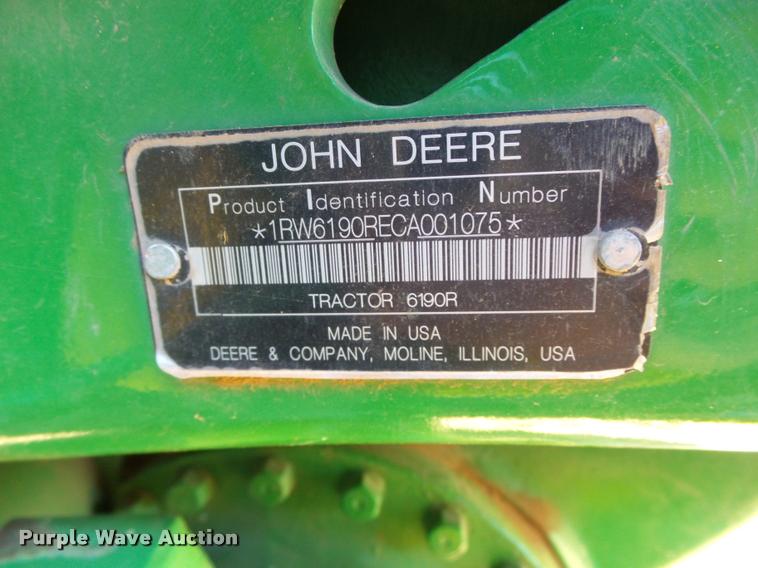 JOHN DEERE
Product Identification Number
*1RW6190RECA001075*
TRACTOR 6190R
MADE IN USA
DEERE & COMPANY, MOLINE, ILLINOIS, USA
Purple Wave Auction